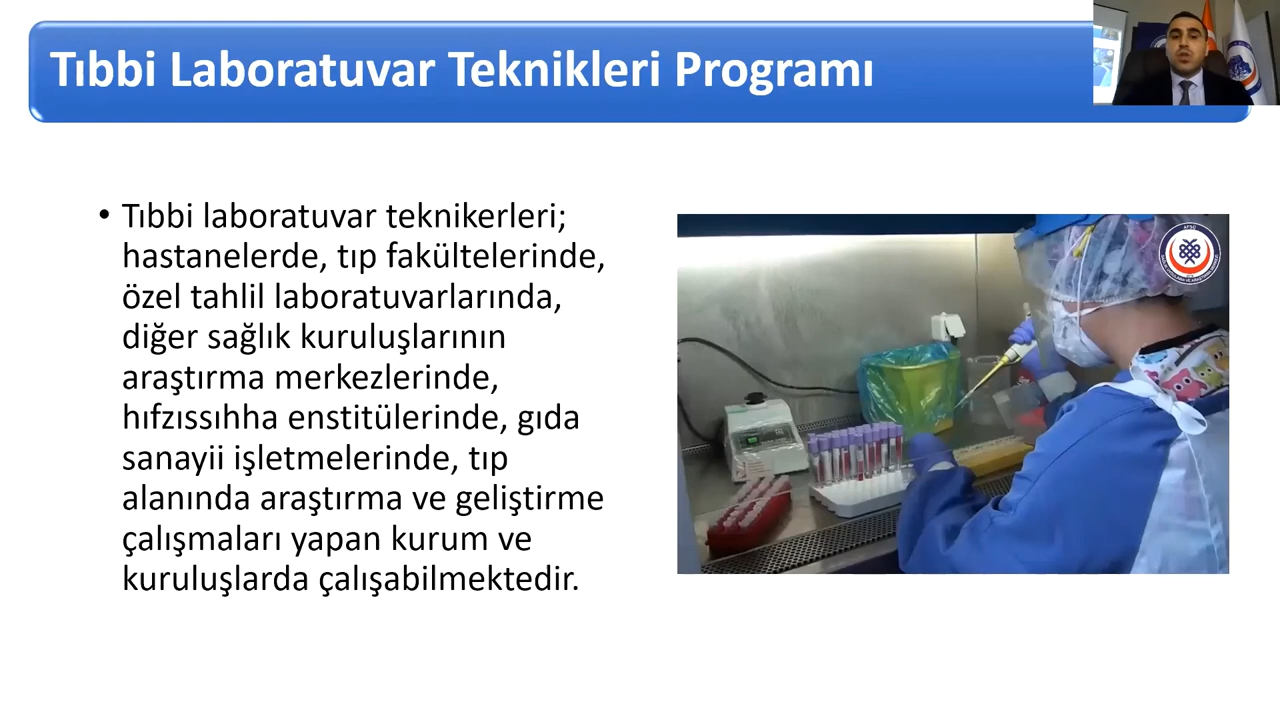 Tıbbi Laboratuvar Teknikleri Programı
• Tıbbi laboratuvar teknikerleri;
hastanelerde, tıp fakültelerinde,
özel tahlil laboratuvarlarında,
diğer sağlık kuruluşlarının
araştırma merkezlerinde,
hıfzıssıhha enstitülerinde, gıda
sanayii işletmelerinde, tıp
alanında araştırma ve geliştirme
çalışmaları yapan kurum ve
kuruluşlarda çalışabilmektedir.
AFSÜ